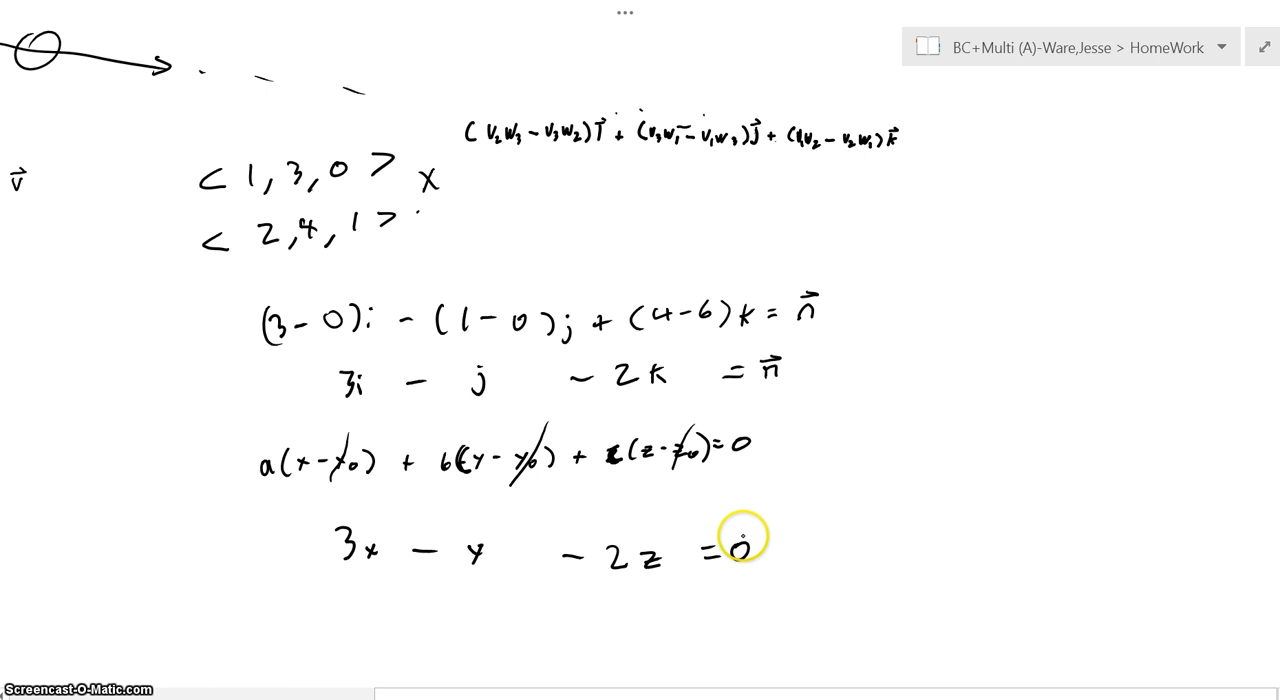 ...
BC+Multi (A)-Ware,Jesse > HomeWork
(v₂w₃ - v₃w₂)i⃗ + (v₃w₁ - v₁w₃)j⃗ + (v₂ - v₂w₁)k⃗
v⃗ < 1, 3, 0 > x
< 2, 4, 1 >
(3 - 0)i - (1 - 0)j + (4 - 6)k = n⃗
3i - j - 2k = n⃗
a(x - x₀) + b(y - y₀) + c(z - z₀) = 0
3x - y - 2z = 0
Screencast-O-Matic.com